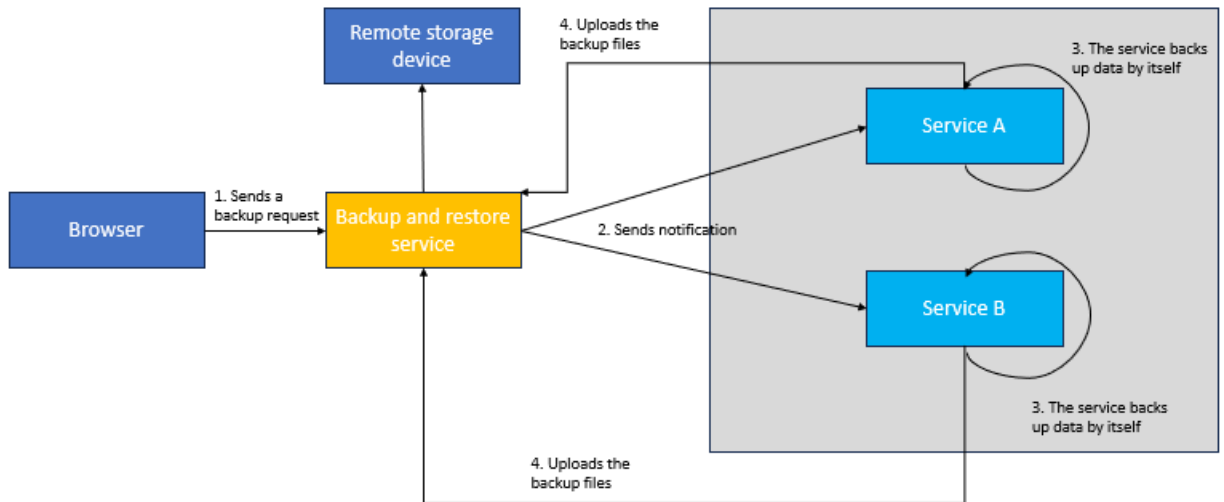 Remote storage
device
4. Uploads the
backup files
3. The service backs
up data by itself
Service A
1. Sends a
backup request
Browser
Backup and restore
service
2. Sends notification
Service B
3. The service backs
up data by itself
4. Uploads the
backup files